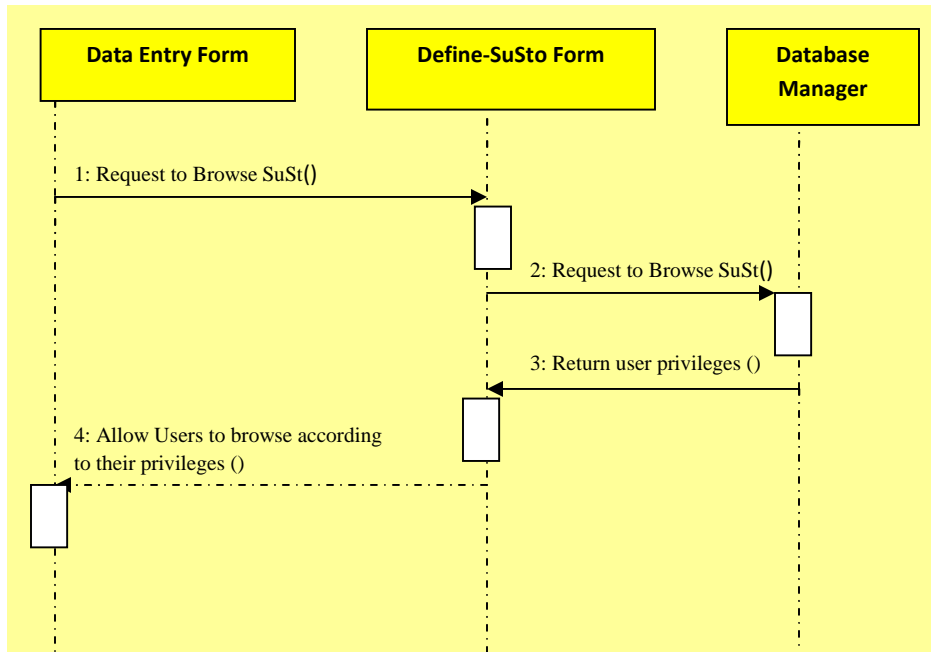 Data Entry Form
Define-SuSto Form
Database
Manager
1: Request to Browse SuSt()
2: Request to Browse SuSt()
3: Return user privileges ()
4: Allow Users to browse according
to their privileges ()